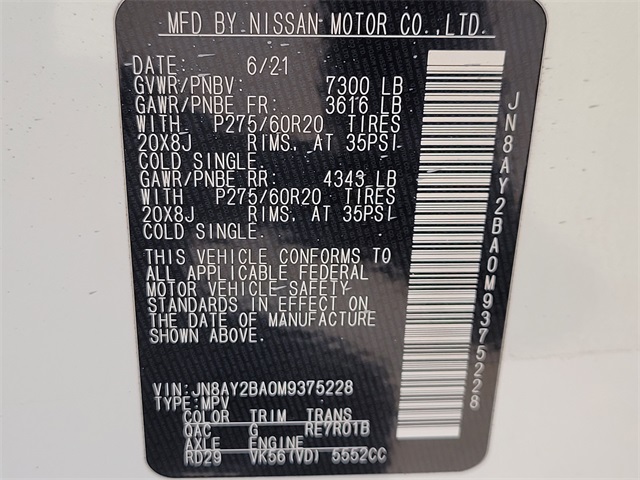 MFD BY NISSAN MOTOR CO.,LTD.
DATE: 6/21
GVWR/PNBV: 7300 LB
GAWR/PNBE FR: 3616 LB
WITH P275/60R20 TIRES
20X8J RIMS. AT 35PSI
COLD SINGLE.
GAWR/PNBE RR: 4343 LB
WITH P275/60R20 TIRES
20X8J RIMS. AT 35PSI
COLD SINGLE.
THIS VEHICLE CONFORMS TO
ALL APPLICABLE FEDERAL
MOTOR VEHICLE SAFETY
STANDARDS IN EFFECT ON
THE DATE OF MANUFACTURE
SHOWN ABOVE.
VIN: JN8AY2BA0M9375228
TYPE: MPV
COLOR TRIM TRANS
QAC G RE7R01B
AXLE ENGINE
RD29 VK56(VD) 5552CC
JN8AY2BA0M9375228